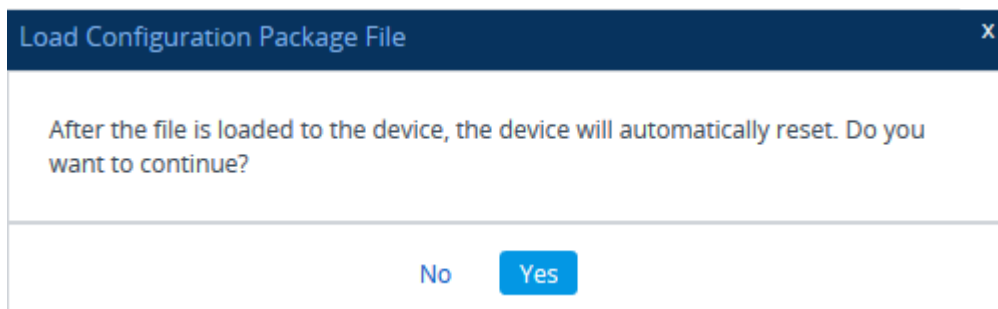 Load Configuration Package File
x
After the file is loaded to the device, the device will automatically reset. Do you
want to continue?
No
Yes